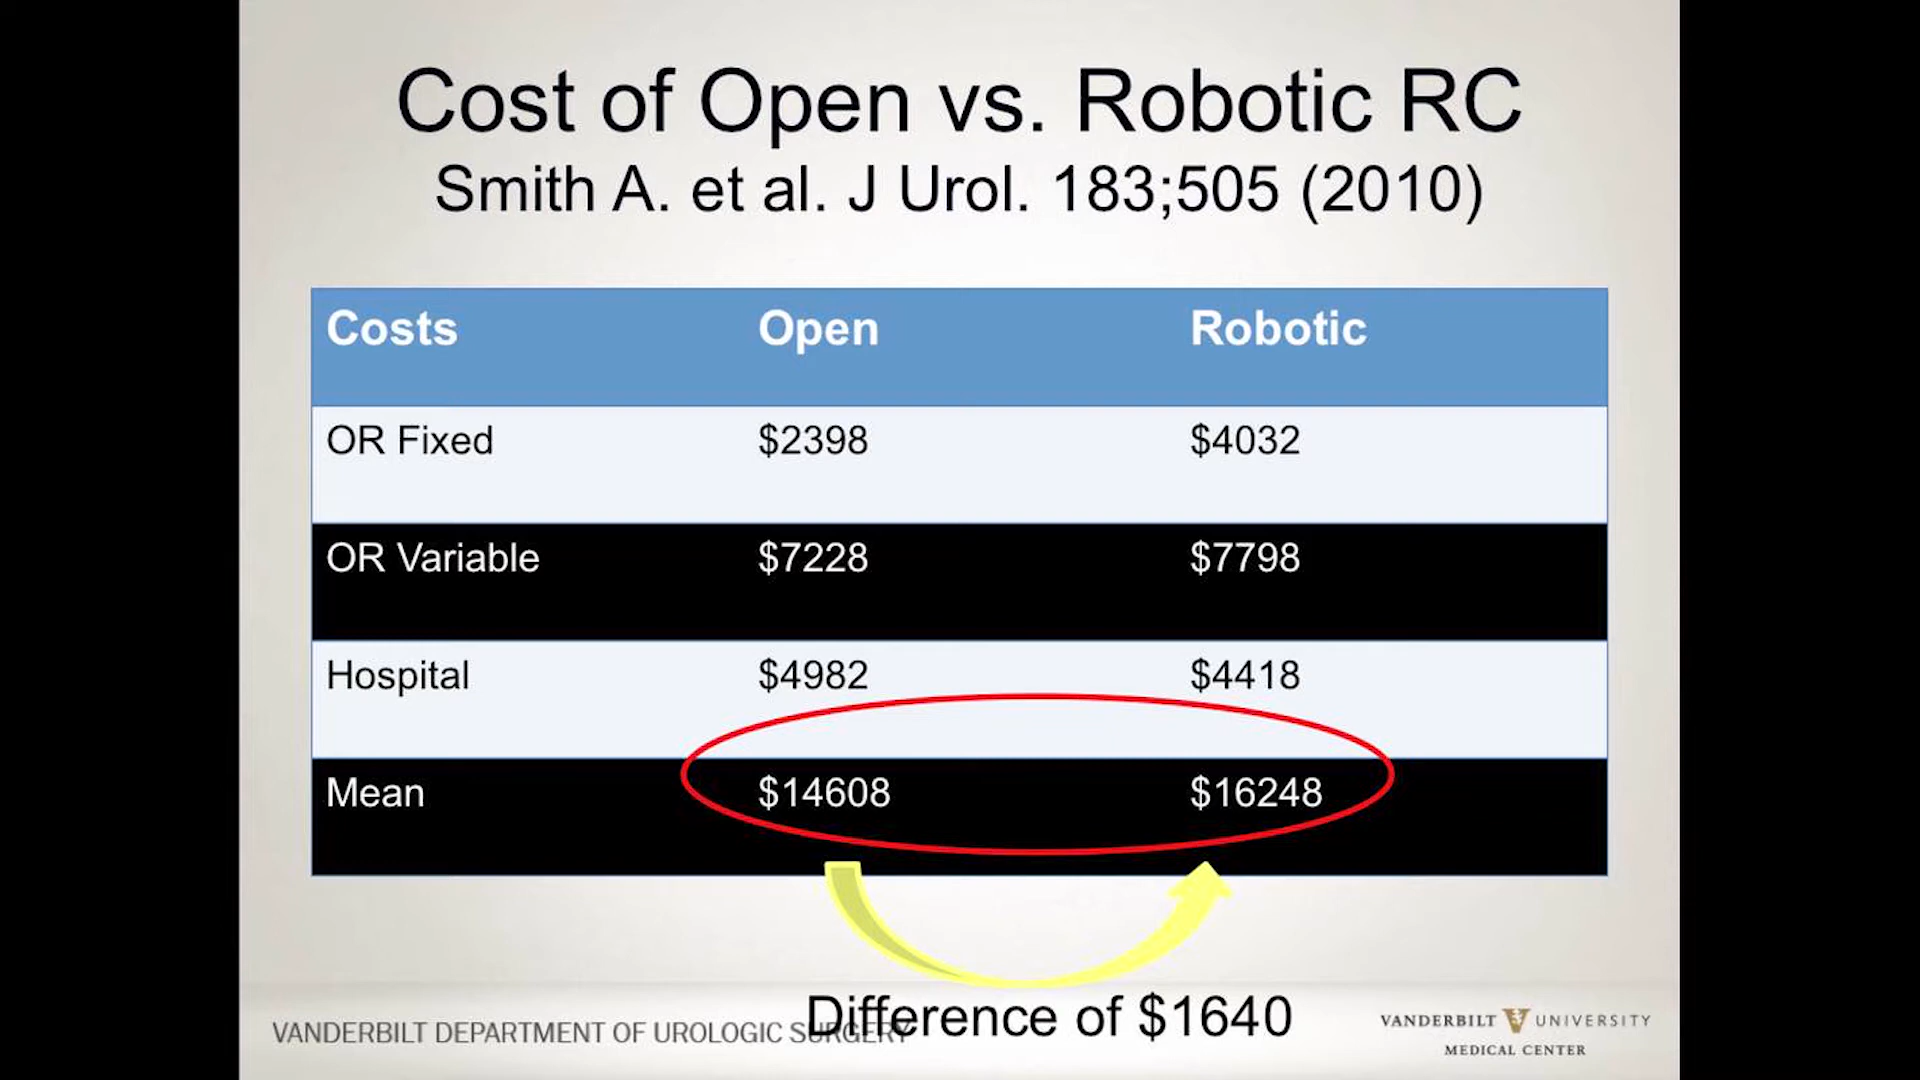 Cost of Open vs. Robotic RC
Smith A. et al. J Urol. 183;505 (2010)
Costs Open Robotic
OR Fixed $2398 $4032
OR Variable $7228 $7798
Hospital $4982 $4418
Mean $14608 $16248
Difference of $1640
VANDERBILT DEPARTMENT OF UROLOGIC SURGERY
VANDERBILT V UNIVERSITY
MEDICAL CENTER